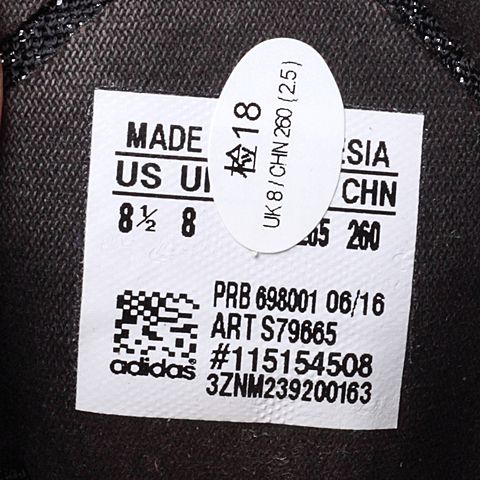 检18
UK 8 / CHN 260 (2.5)
MADE ESIA
US U CHN
8½ 8 265 260
PRB 698001 06/16
ART S79665
#115154508
adidas
3ZNM239200163